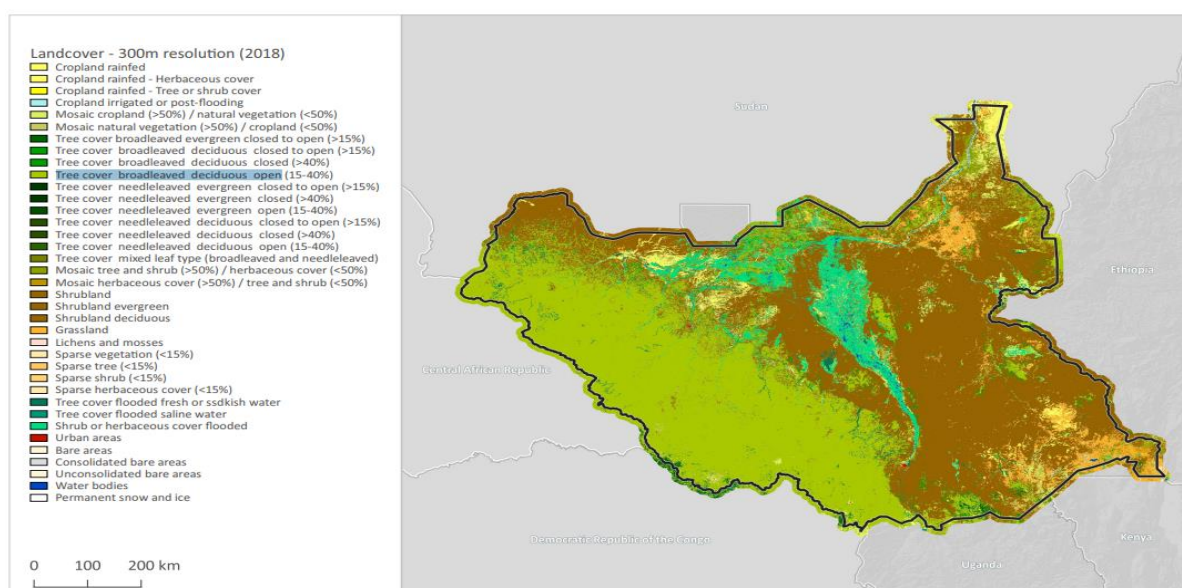 Landcover - 300m resolution (2018)
Cropland rainfed
Cropland rainfed - Herbaceous cover
Cropland rainfed - Tree or shrub cover
Cropland irrigated or post-flooding
Mosaic cropland (>50%) / natural vegetation (<50%)
Mosaic natural vegetation (>50%) / cropland (<50%)
Tree cover broadleaved evergreen closed to open (>15%)
Tree cover broadleaved deciduous closed to open (>15%)
Tree cover broadleaved deciduous closed (>40%)
Tree cover broadleaved deciduous open (15-40%)
Tree cover needleleaved evergreen closed to open (>15%)
Tree cover needleleaved evergreen closed (>40%)
Tree cover needleleaved evergreen open (15-40%)
Tree cover needleleaved deciduous closed to open (>15%)
Tree cover needleleaved deciduous closed (>40%)
Tree cover needleleaved deciduous open (15-40%)
Tree cover mixed leaf type (broadleaved and needleleaved)
Mosaic tree and shrub (>50%) / herbaceous cover (<50%)
Mosaic herbaceous cover (>50%) / tree and shrub (<50%)
Shrubland
Shrubland evergreen
Shrubland deciduous
Grassland
Lichens and mosses
Sparse vegetation (<15%)
Sparse tree (<15%)
Sparse shrub (<15%)
Sparse herbaceous cover (<15%)
Tree cover flooded fresh or ssdkish water
Tree cover flooded saline water
Shrub or herbaceous cover flooded
Urban areas
Bare areas
Consolidated bare areas
Unconsolidated bare areas
Water bodies
Permanent snow and ice
0 100 200 km
Sudan
Ethiopia
Central African Republic
Democratic Republic of the Congo
Uganda
Kenya